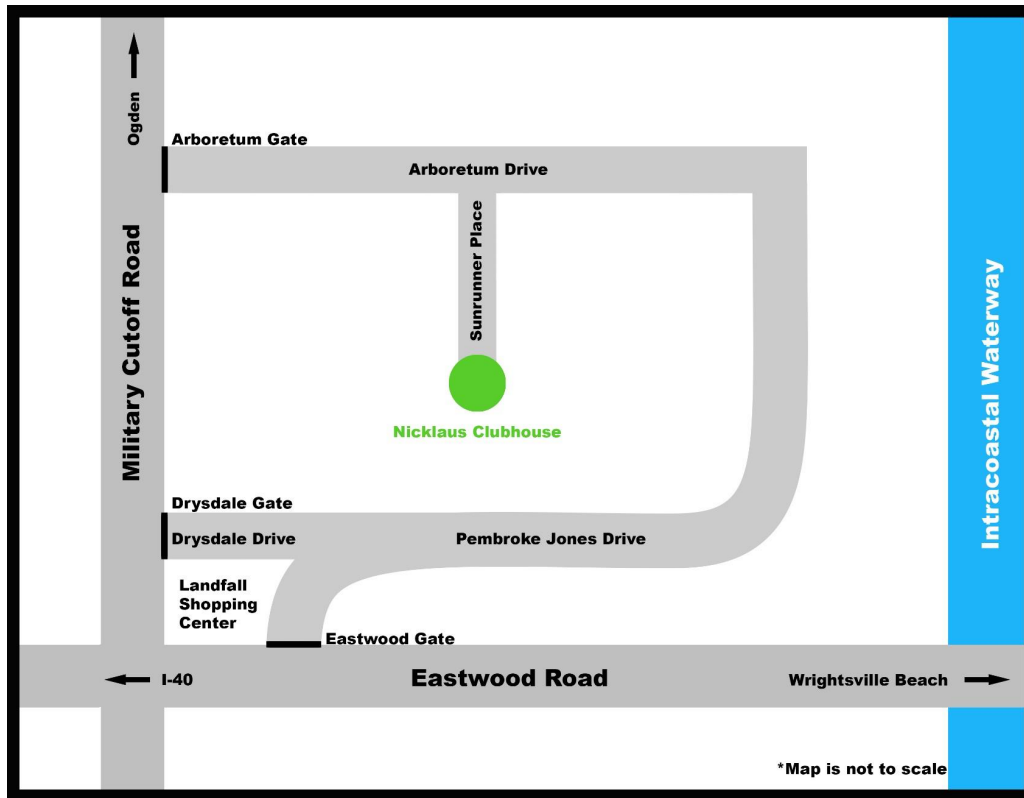 Ogden
Arboretum Gate
Arboretum Drive
Sunrunner Place
Military Cutoff Road
Intracoastal Waterway
Nicklaus Clubhouse
Drysdale Gate
Drysdale Drive
Pembroke Jones Drive
Landfall
Shopping
Center
Eastwood Gate
I-40
Eastwood Road
Wrightsville Beach
*Map is not to scale